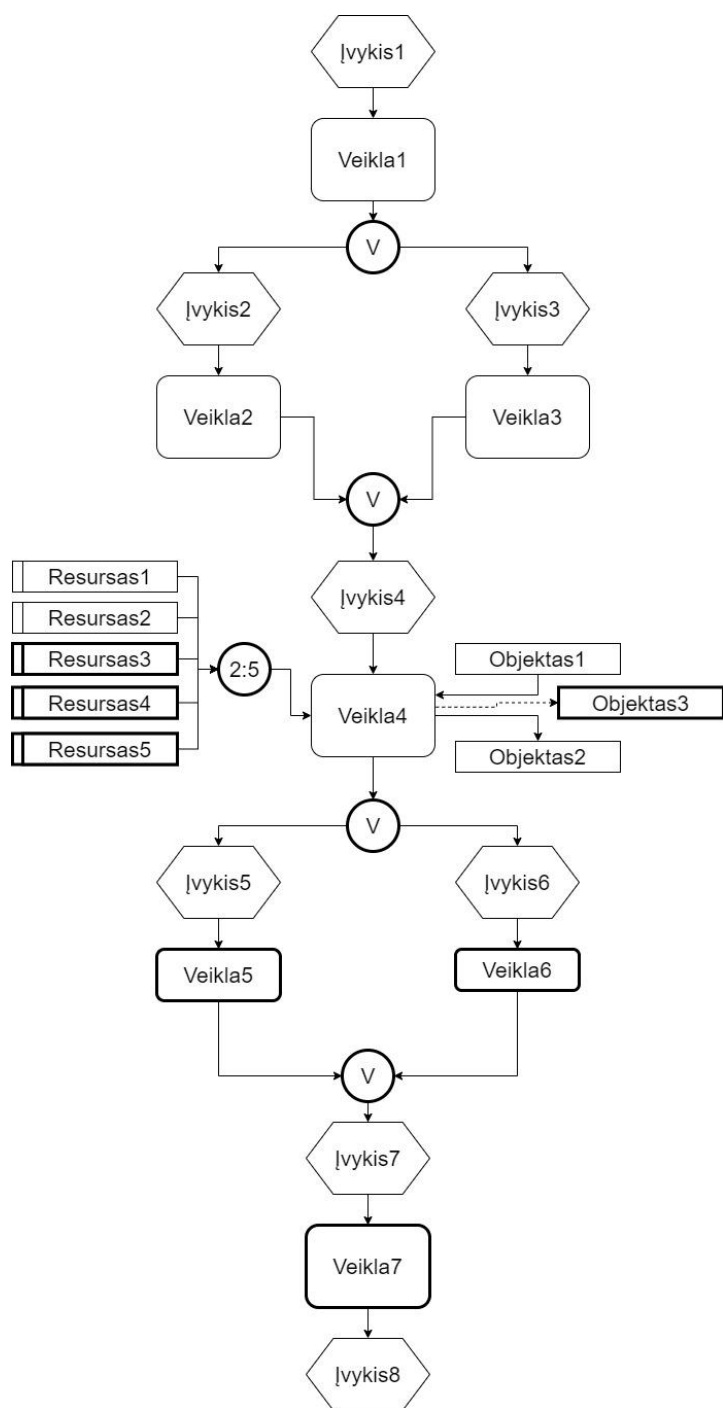 Įvykis1
Veikla1
V
Įvykis2
Įvykis3
Veikla2
Veikla3
V
Resursas1
Resursas2
Resursas3
Resursas4
Resursas5
2:5
Įvykis4
Veikla4
Objektas1
Objektas3
Objektas2
V
Įvykis5
Įvykis6
Veikla5
Veikla6
V
Įvykis7
Veikla7
Įvykis8